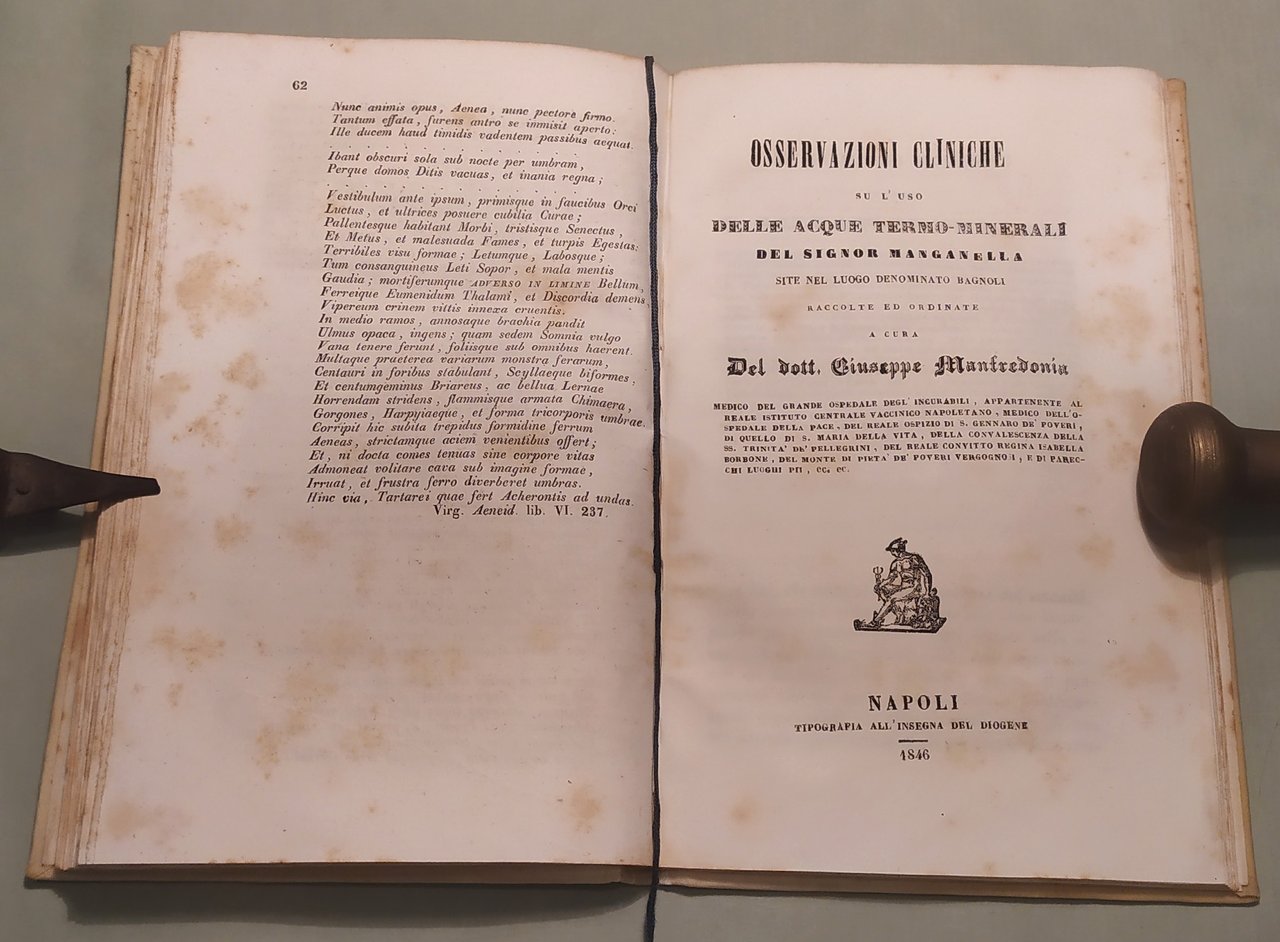 62
Nunc animis opus, Aenea, nunc pectore firmo.
Tantum effata, furens antro se immisit aperto:
Ille ducem haud timidis vadentem passibus aequat.
. . . . . . . . . . . . . .
Ibant obscuri sola sub nocte per umbram,
Perque domos Ditis vacuas, et inania regna;
. . . . . . . . . . . . . .
Vestibulum ante ipsum, primisque in faucibus Orci
Luctus, et ultrices posuere cubilia Curae;
Pallentesque habitant Morbi, tristisque Senectus,
Et Metus, et malesuada Fames, et turpis Egestas:
Terribiles visu formae; Letumque, Labosque;
Tum consanguineus Leti Sopor, et mala mentis
Gaudia; mortiferumque ADVERSO IN LIMINE Bellum,
Ferreique Eumenidum Thalami, et Discordia demens,
Vipereum crinem vittis innexa cruentis.
In medio ramos, annosaque brachia pandit
Ulmus opaca, ingens; quam sedem Somnia vulgo
Vana tenere ferunt, foliisque sub omnibus haerent.
Multaque praeterea variarum monstra ferarum,
Centauri in foribus stabulant, Scyllaeque biformes,
Et centumgeminus Briareus, ac bellua Lernae
Horrendam stridens, flammisque armata Chimaera,
Gorgones, Harpyiaeque, et forma tricorporis umbrae.
Corripit hic subita trepidus formidine ferrum
Aeneas, strictamque aciem venientibus offert;
Et, ni docta comes tenuas sine corpore vitas
Admoneat volitare cava sub imagine formae,
Irruat, et frustra ferro diverberet umbras.
Hinc via, Tartarei quae fert Acherontis ad undas.
Virg. Aeneid. lib. VI. 237.
OSSERVAZIONI CLINICHE
SU L'USO
DELLE ACQUE TERMO-MINERALI
DEL SIGNOR MANGANELLA
SITE NEL LUOGO DENOMINATO BAGNOLI
RACCOLTE ED ORDINATE
A CURA
Del dott. Giuseppe Manfredonia
MEDICO DEL GRANDE OSPEDALE DEGL'INCURABILI, APPARTENENTE AL
REALE ISTITUTO CENTRALE VACCINICO NAPOLETANO, MEDICO DELL'O-
SPEDALE DELLA PACE, DEL REALE OSPIZIO DI S. GENNARO DE' POVERI,
DI QUELLO DI S. MARIA DELLA VITA, DELLA CONVALESCENZA DELLA
SS. TRINITA' DE' PELLEGRINI, DEL REALE CONVITTO REGINA ISABELLA
BORBONE, DEL MONTE DI PIETA' DE' POVERI VERGOGNOSI, E DI PAREC-
CHI LUOGHI PII, EC, EC.
NAPOLI
TIPOGRAFIA ALL'INSEGNA DEL DIOGENE
1846